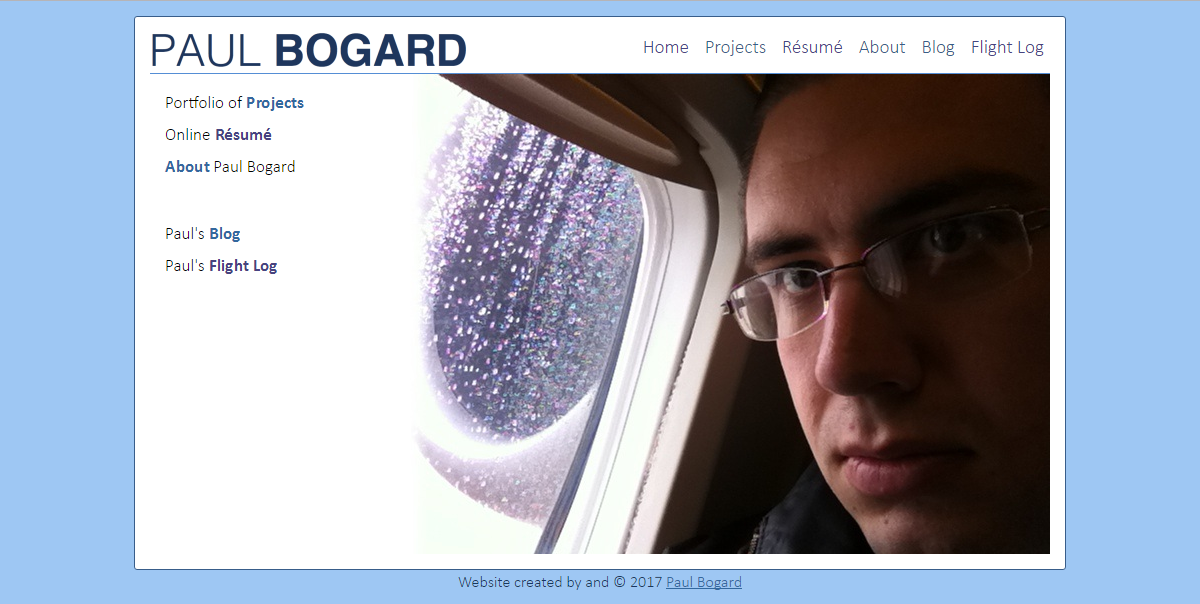 PAUL BOGARD
Home Projects Résumé About Blog Flight Log
Portfolio of Projects
Online Résumé
About Paul Bogard
Paul's Blog
Paul's Flight Log
Website created by and © 2017 Paul Bogard